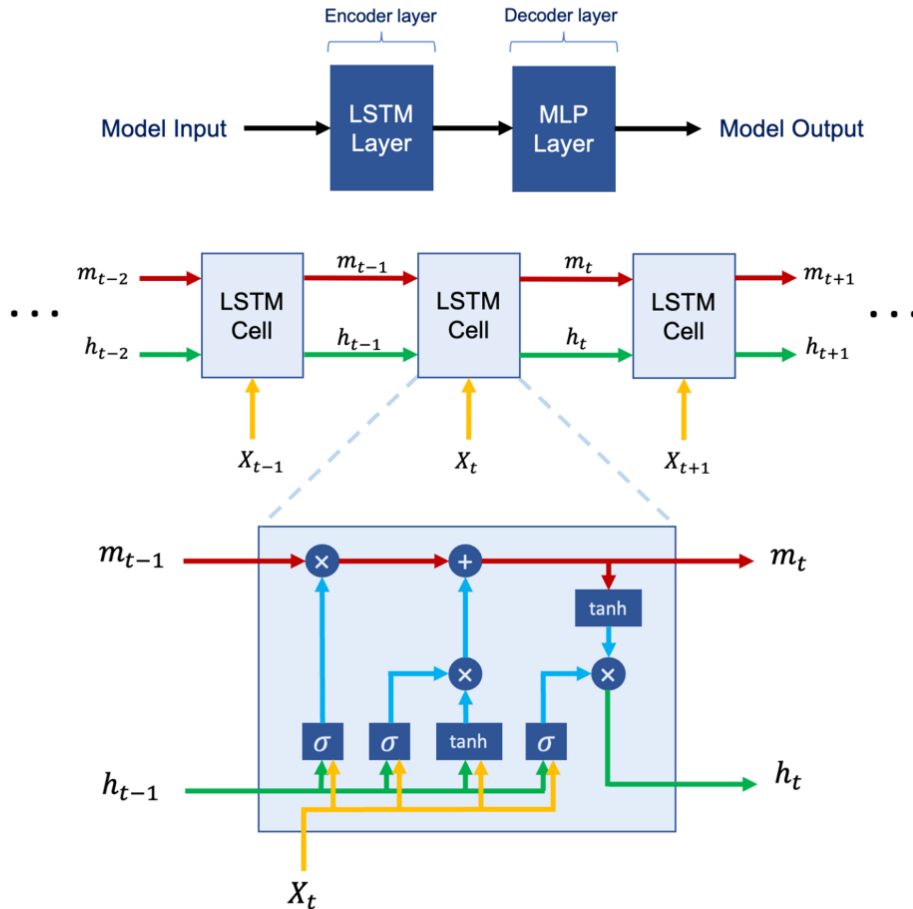 Encoder layer Decoder layer
Model Input LSTM Layer MLP Layer Model Output
m_{t-2} m_{t-1} m_t m_{t+1}
... LSTM Cell LSTM Cell LSTM Cell ...
h_{t-2} h_{t-1} h_t h_{t+1}
X_{t-1} X_t X_{t+1}
m_{t-1} × + m_t
tanh
× ×
σ σ tanh σ
h_{t-1} h_t
X_t